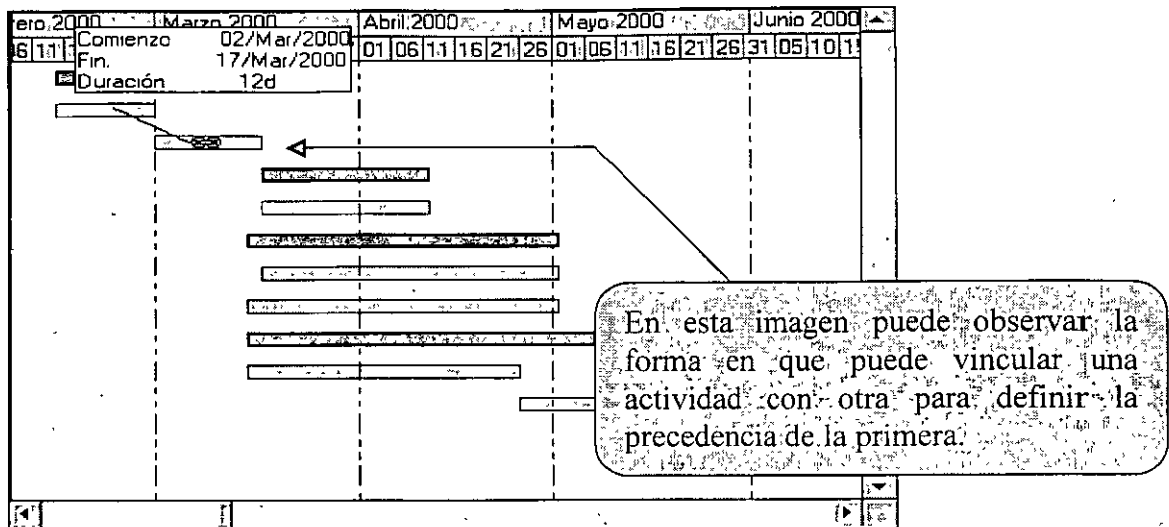 ero 2000 Marzo 2000 Abril 2000 Mayo 2000 Junio 2000
6 11 01 06 11 16 21 26 01 06 11 16 21 26 31 05 10 1
Comienzo 02/Mar/2000
Fin. 17/Mar/2000
Duración 12d
En esta imagen puede observar la
forma en que puede vincular una
actividad con otra para definir la
precedencia de la primera.